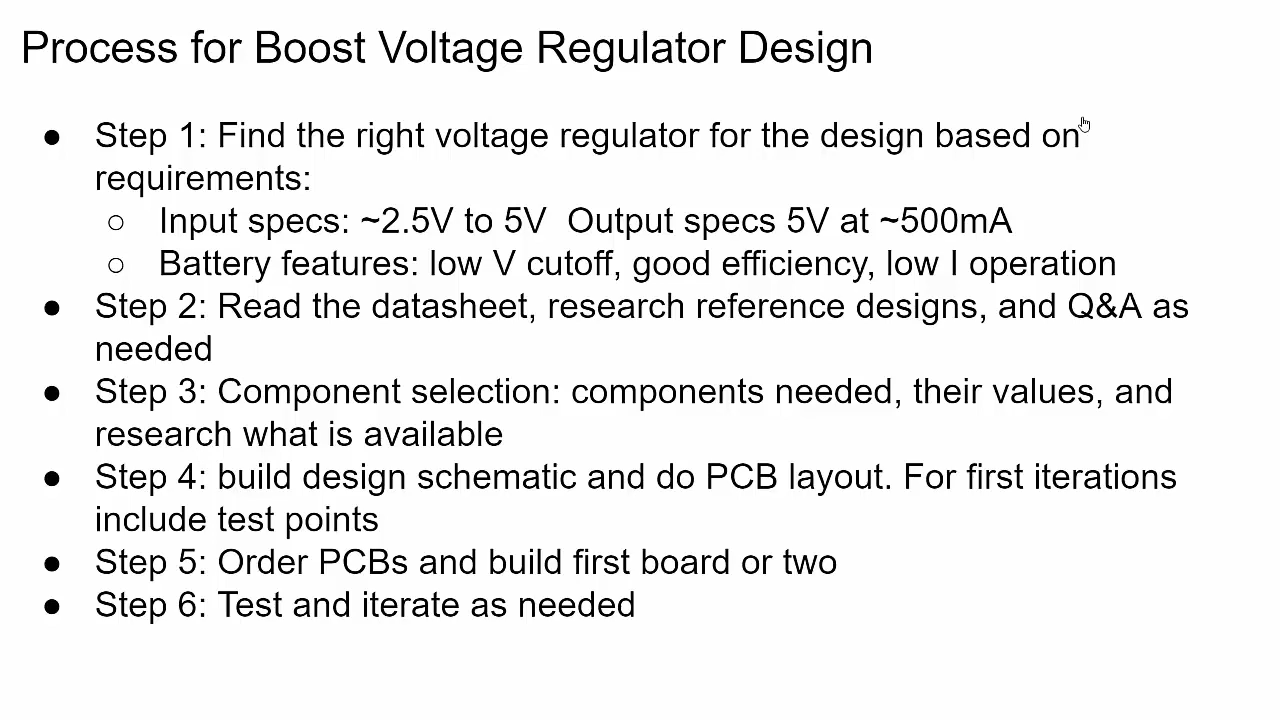 Process for Boost Voltage Regulator Design
● Step 1: Find the right voltage regulator for the design based on
requirements:
○ Input specs: ~2.5V to 5V  Output specs 5V at ~500mA
○ Battery features: low V cutoff, good efficiency, low I operation
● Step 2: Read the datasheet, research reference designs, and Q&A as
needed
● Step 3: Component selection: components needed, their values, and
research what is available
● Step 4: build design schematic and do PCB layout. For first iterations
include test points
● Step 5: Order PCBs and build first board or two
● Step 6: Test and iterate as needed